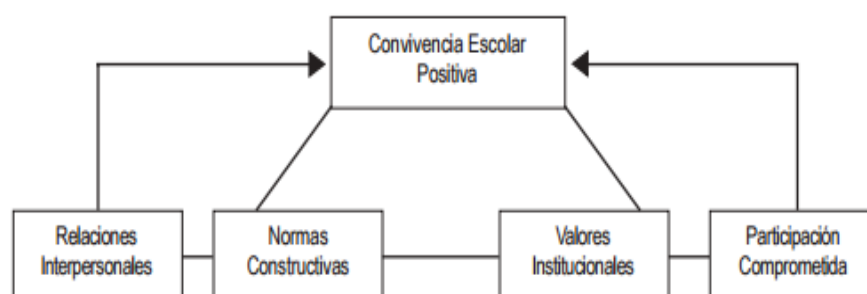 Convivencia Escolar
Positiva
Relaciones
Interpersonales
Normas
Constructivas
Valores
Institucionales
Participación
Comprometida